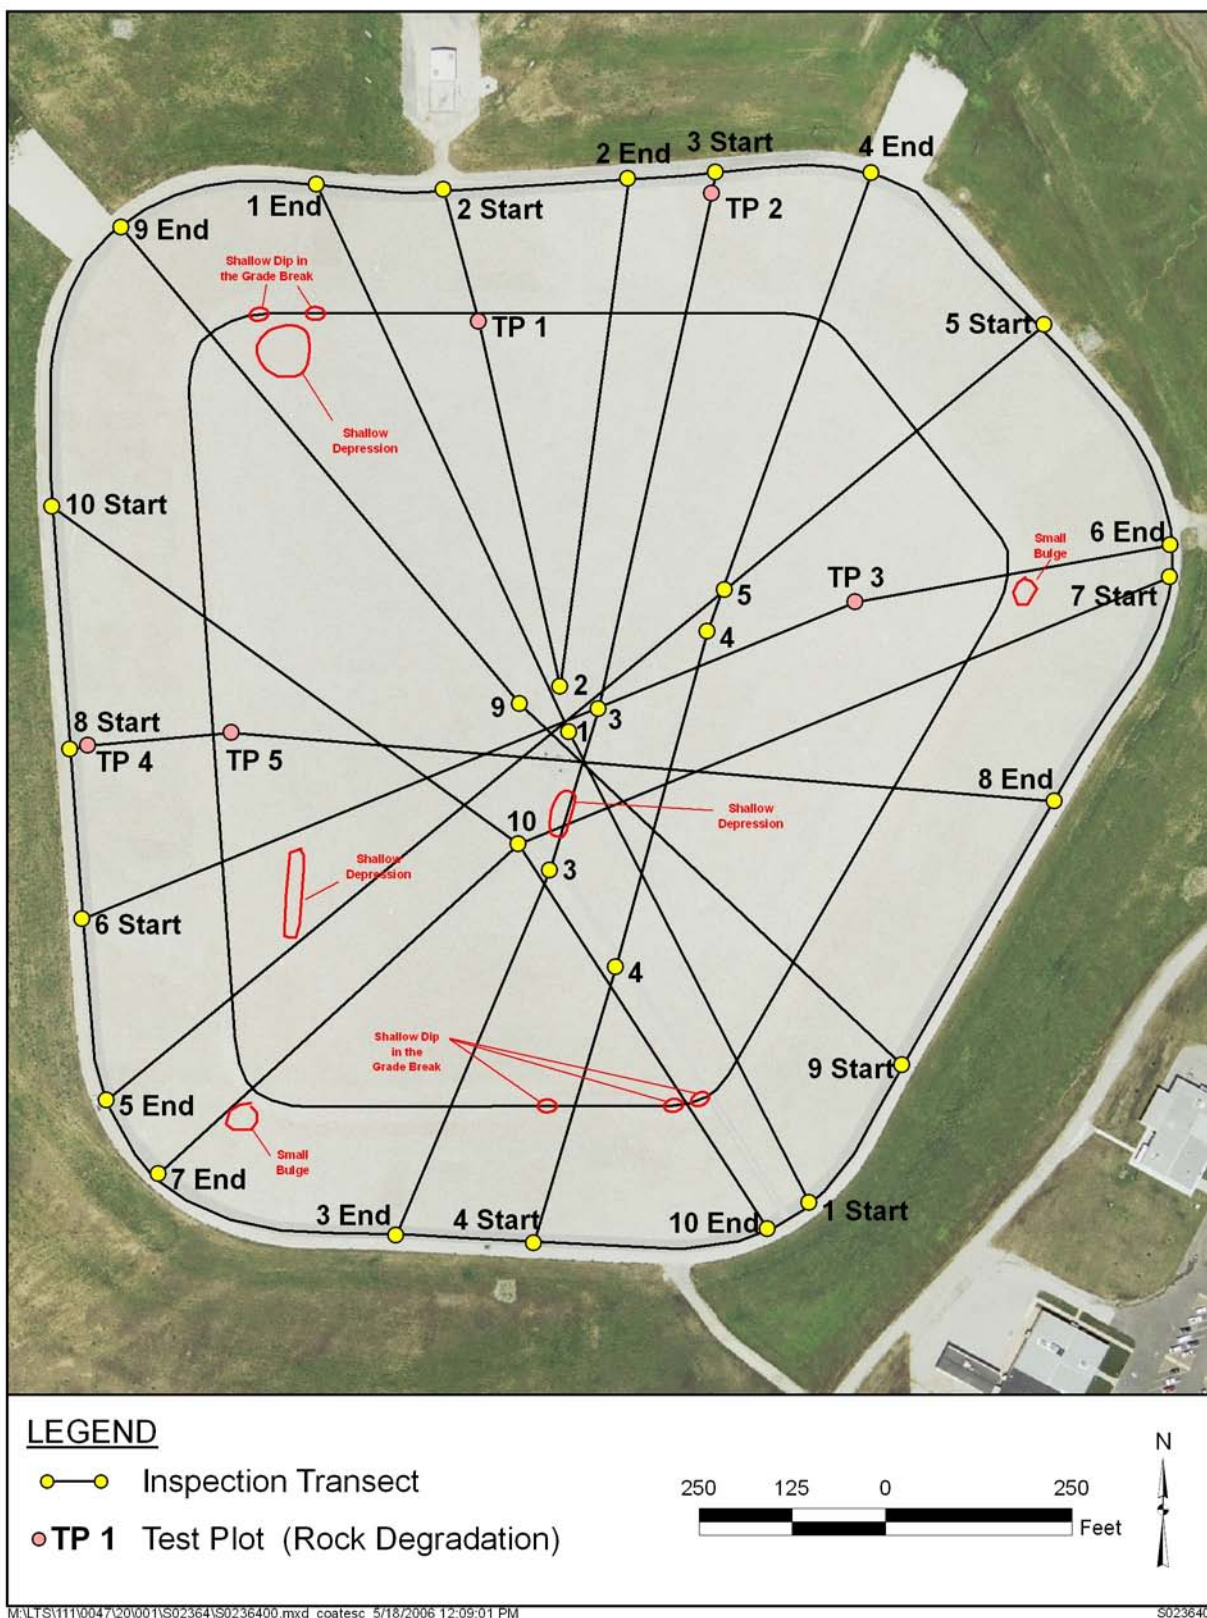 3 Start
4 End
2 End
1 End
2 Start
TP 2
9 End
Shallow Dip in
the Grade Break
TP 1
5 Start
Shallow
Depression
10 Start
6 End
Small
Bulge
TP 3
5
7 Start
4
2
9
3
1
8 Start
TP 4
TP 5
8 End
Shallow
Depression
10
Shallow
Depression
3
6 Start
4
Shallow Dip
in the
Grade Break
9 Start
5 End
Small
Bulge
7 End
3 End
4 Start
10 End
1 Start
LEGEND
Inspection Transect
TP 1 Test Plot (Rock Degradation)
250 125 0 250
Feet
N
M:\LTS\111\0047\20\001\S02364\S0236400.mxd coatesc 5/18/2006 12:09:01 PM
S023640